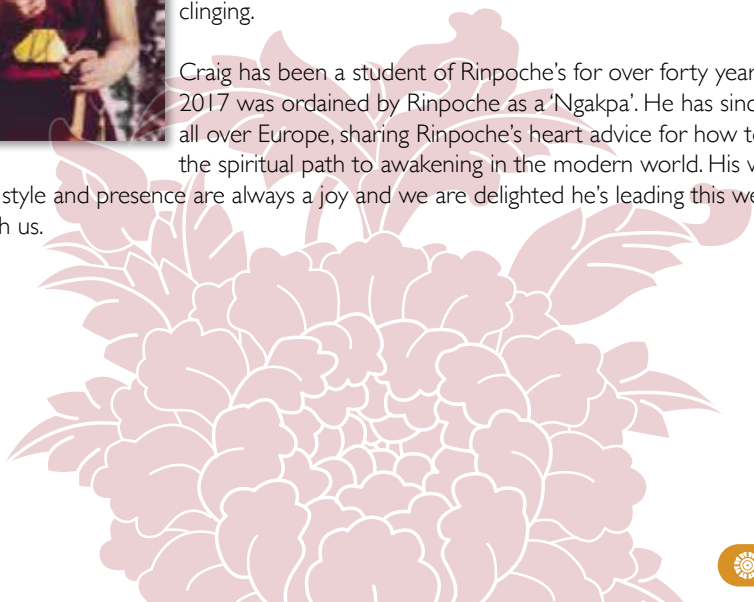 clinging.
Craig has been a student of Rinpoche's for over forty year
2017 was ordained by Rinpoche as a 'Ngakpa'. He has sinc
all over Europe, sharing Rinpoche's heart advice for how t
the spiritual path to awakening in the modern world. His
style and presence are always a joy and we are delighted he's leading this we
h us.